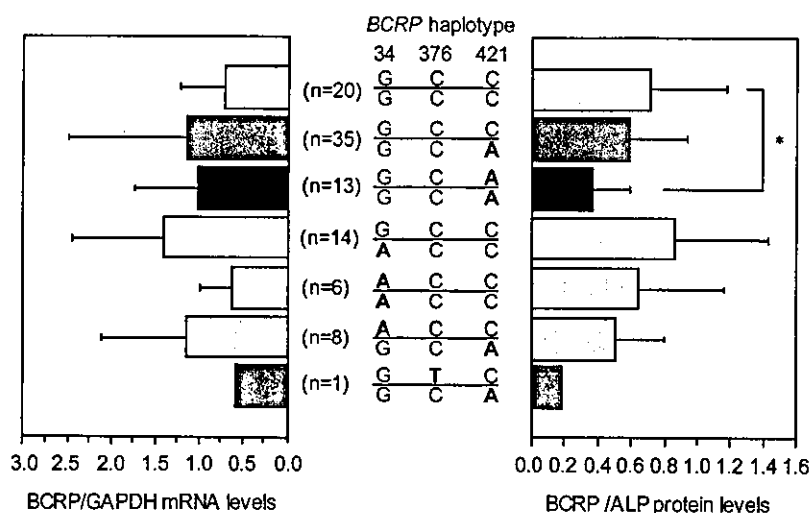 BCRP haplotype
34 376 421
(n=20) G C C
G C C
(n=35) G C C
G C A
*
(n=13) G C A
G C A
(n=14) G C C
A C C
(n=6) A C C
A C C
(n=8) A C C
G C A
(n=1) G T C
G C A
3.0 2.5 2.0 1.5 1.0 0.5 0.0
0.0 0.2 0.4 0.6 0.8 1.0 1.2 1.4 1.6
BCRP/GAPDH mRNA levels
BCRP /ALP protein levels